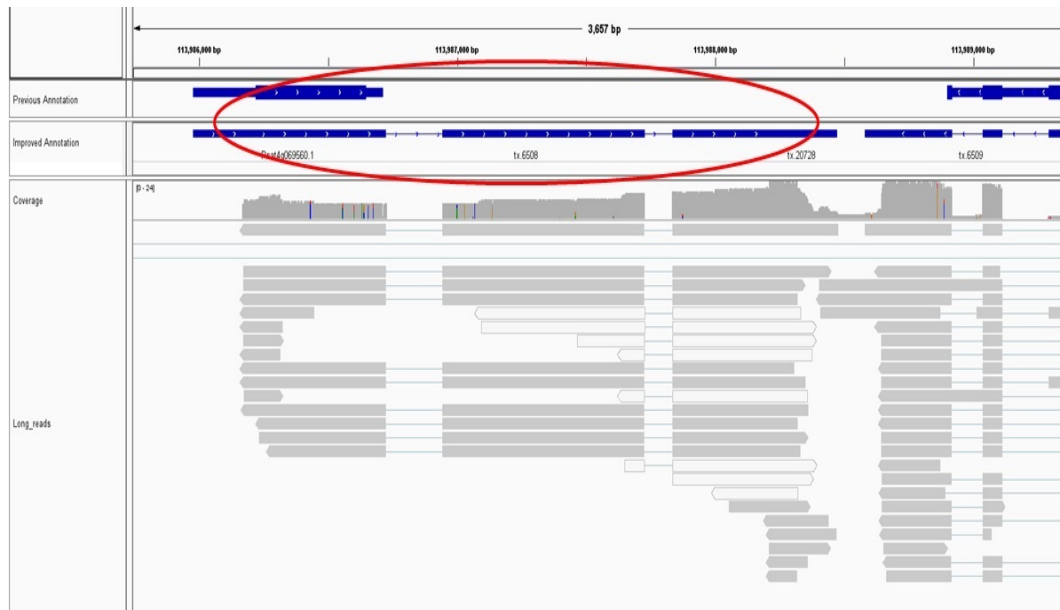 3,657 bp
113,986,000 bp 113,987,000 bp 113,988,000 bp 113,989,000 bp
Previous Annotation
Improved Annotation
tx.6508 tx.20728 tx.6509
Coverage
[0 - 24]
Long_reads